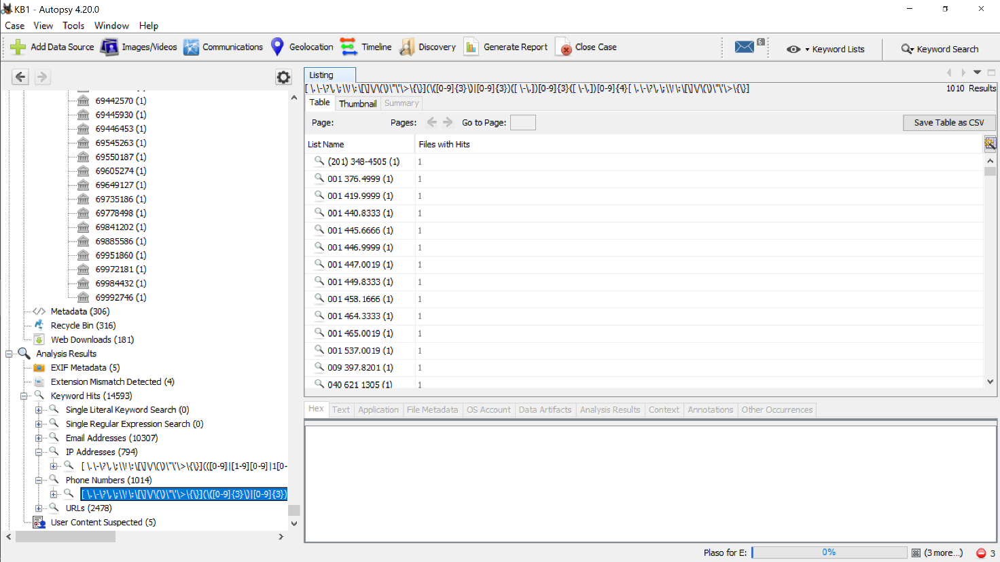 KB1 - Autopsy 4.20.0
Case View Tools Window Help
Add Data Source Images/Videos Communications Geolocation Timeline Discovery Generate Report Close Case 6 Keyword Lists Keyword Search
69442570 (1)
69445930 (1)
69446453 (1)
69545263 (1)
69550187 (1)
69605274 (1)
69649127 (1)
69735186 (1)
69778498 (1)
69841202 (1)
69885586 (1)
69951860 (1)
69972181 (1)
69984432 (1)
69992746 (1)
Metadata (306)
Recycle Bin (316)
Web Downloads (181)
Analysis Results
EXIF Metadata (5)
Extension Mismatch Detected (4)
Keyword Hits (14593)
Single Literal Keyword Search (0)
Single Regular Expression Search (0)
Email Addresses (10307)
IP Addresses (794)
[ \.\-\?\,\;\\!\:\[\]\/\(\)\"\'\>\{\}](([0-9]|[1-9][0-9]|1[0-
Phone Numbers (1014)
[ \.\-\?\,\;\\!\:\[\]\/\(\)\"\'\>\{\}](\([0-9]{3}\)|[0-9]{3})
URLs (2478)
User Content Suspected (5)
Listing
[ \.\-\?\,\;\\!\:\[\]\/\(\)\"\'\>\{\}](\([0-9]{3}\)|[0-9]{3})([ \-\.])[0-9]{3}([ \-\.])[0-9]{4}[ \.\-\?\,\;\\!\:\[\]\/\(\)\"\'\>\{\}]
1010 Results
Table Thumbnail Summary
Page: Pages: Go to Page: Save Table as CSV
List Name Files with Hits
(201) 348-4505 (1) 1
001 376.4999 (1) 1
001 419.9999 (1) 1
001 440.8333 (1) 1
001 445.6666 (1) 1
001 446.9999 (1) 1
001 447.0019 (1) 1
001 449.8333 (1) 1
001 458.1666 (1) 1
001 464.3333 (1) 1
001 465.0019 (1) 1
001 537.0019 (1) 1
009 397.8201 (1) 1
040 621 1305 (1) 1
Hex Text Application File Metadata OS Account Data Artifacts Analysis Results Context Annotations Other Occurrences
Plaso for E: 0% (3 more...) 3